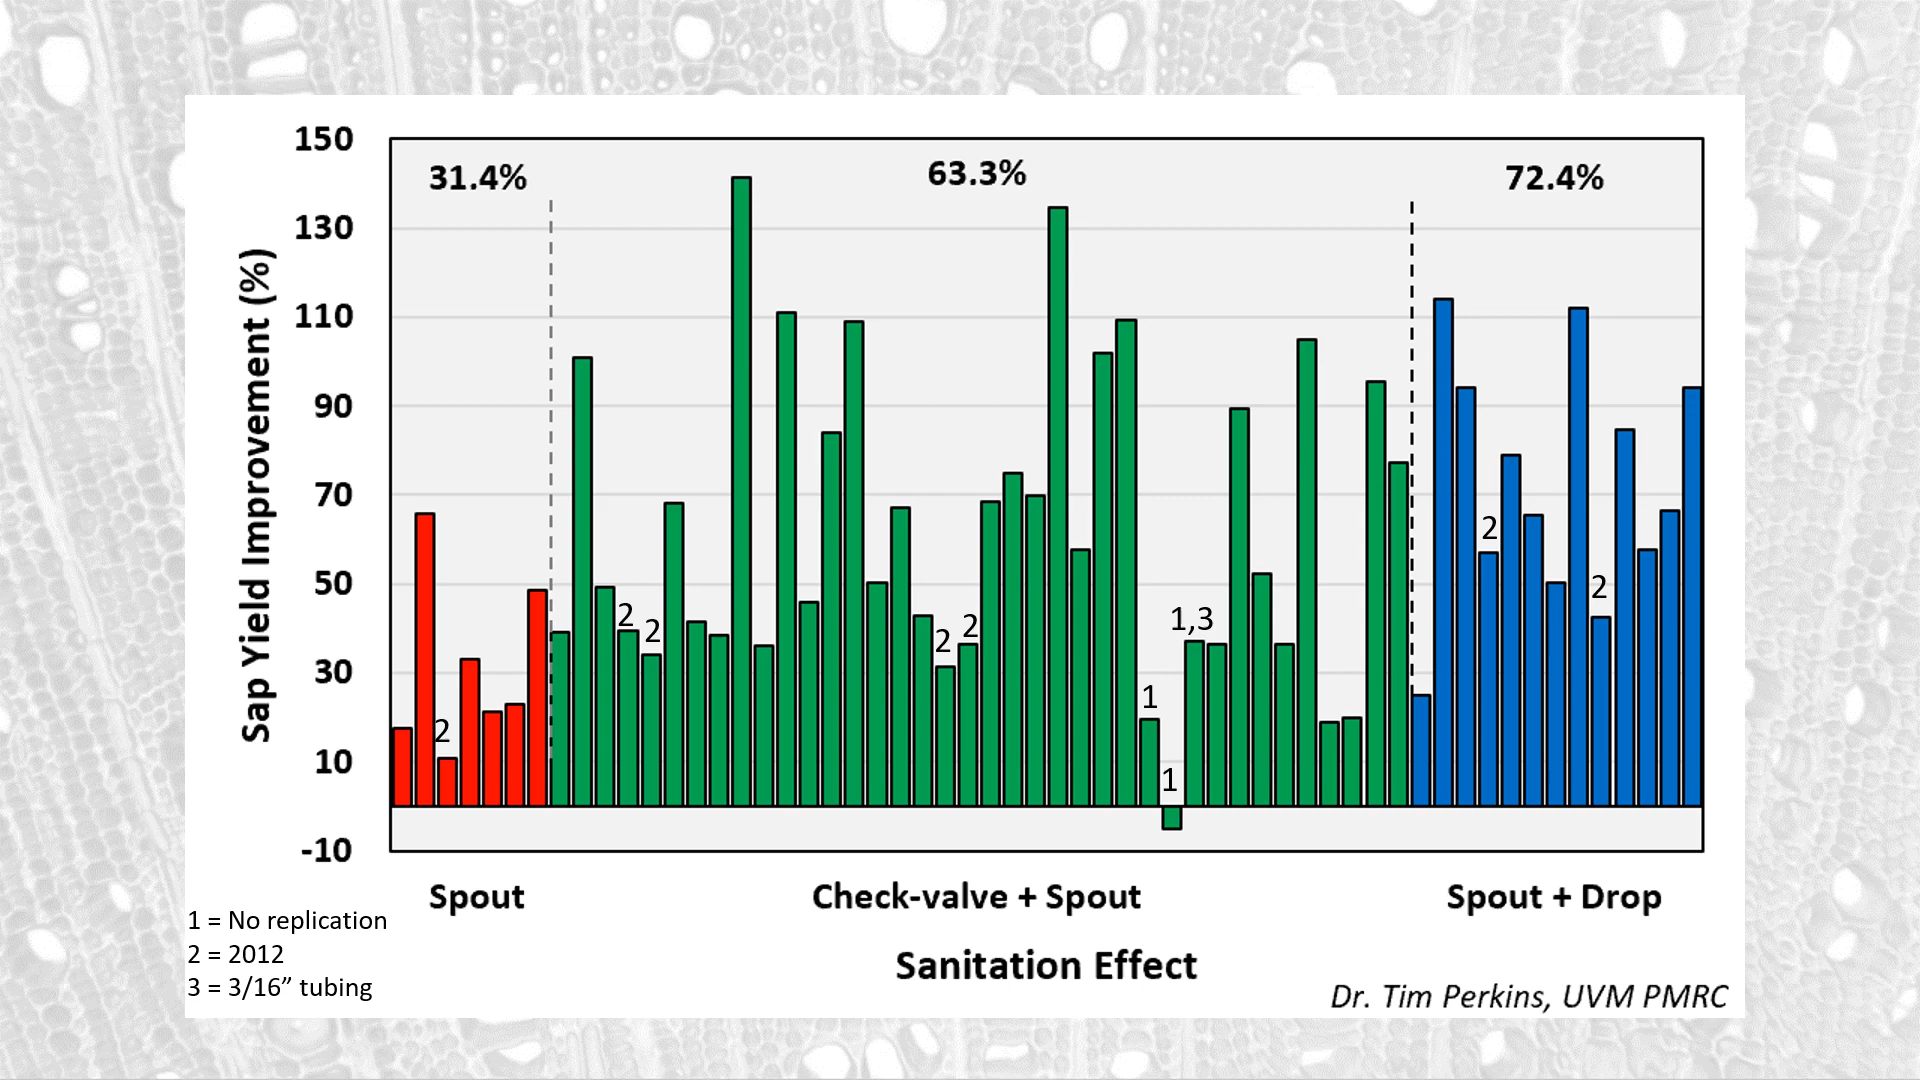 150
31.4%
63.3%
72.4%
130
110
90
70
50
30
10
-10
Sap Yield Improvement (%)
2
2
2
2
2
1
1
1,3
2
2
Spout
Check-valve + Spout
Spout + Drop
Sanitation Effect
1 = No replication
2 = 2012
3 = 3/16” tubing
Dr. Tim Perkins, UVM PMRC